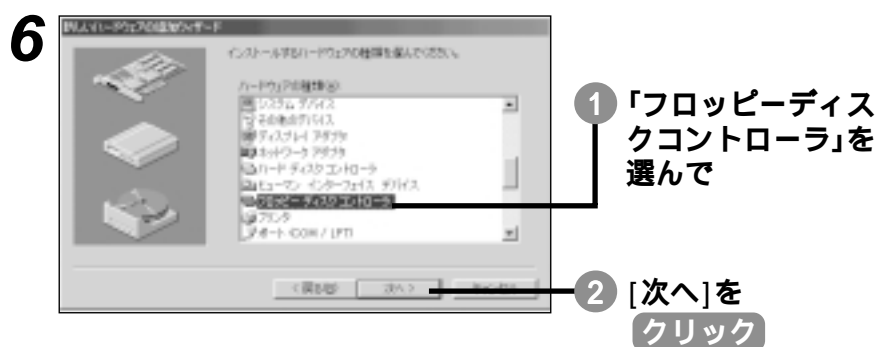 6
新しいハードウェアの追加ウィザード
インストールするハードウェアの種類を選んでください。
ハードウェアの種類(H):
システム デバイス
その他のデバイス
ディスプレイ アダプタ
ネットワーク アダプタ
ハード ディスク コントローラ
ヒューマン インターフェイス デバイス
フロッピー ディスク コントローラ
プリンタ
ポート (COM / LPT)
< 戻る(B)
次へ >
キャンセル
1 「フロッピーディス
クコントローラ」を
選んで
2 [次へ]を
クリック